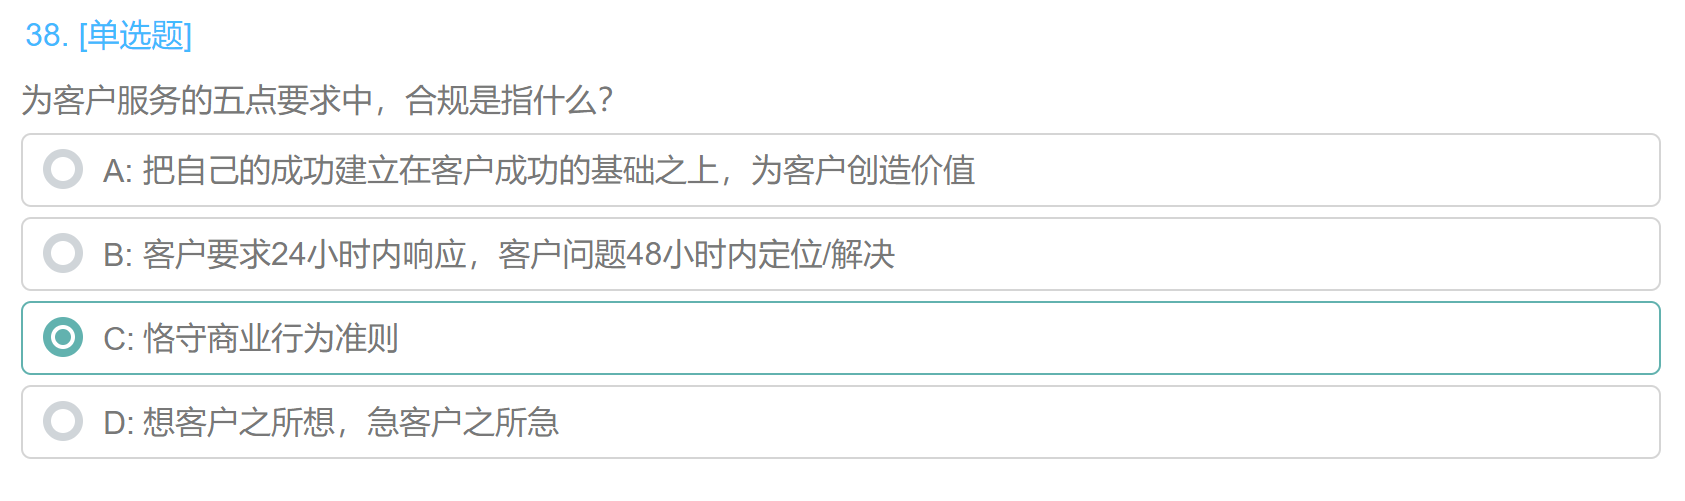 38. [单选题]
为客户服务的五点要求中，合规是指什么？
A: 把自己的成功建立在客户成功的基础之上，为客户创造价值
B: 客户要求24小时内响应，客户问题48小时内定位/解决
C: 恪守商业行为准则
D: 想客户之所想，急客户之所急